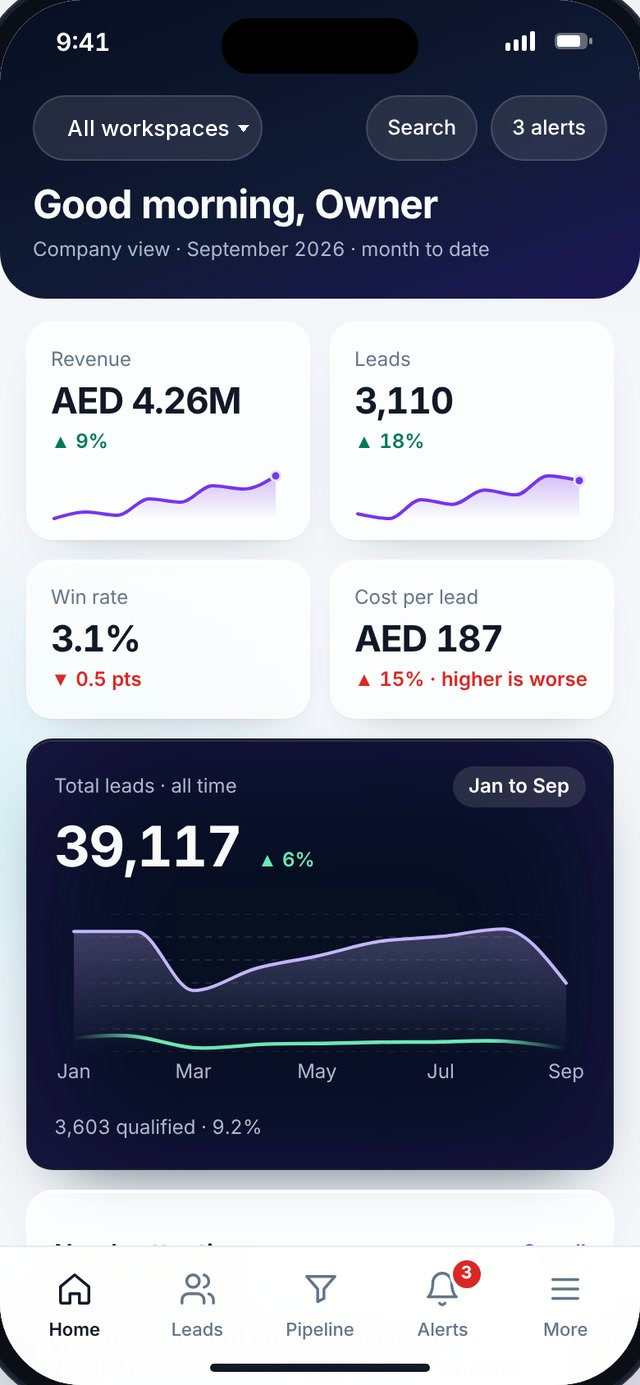 9:41
All workspaces
Search
3 alerts
Good morning, Owner
Company view · September 2026 · month to date
Revenue
AED 4.26M
▲ 9%
Leads
3,110
▲ 18%
Win rate
3.1%
▼ 0.5 pts
Cost per lead
AED 187
▲ 15% · higher is worse
Total leads · all time
Jan to Sep
39,117
▲ 6%
Jan Mar May Jul Sep
3,603 qualified · 9.2%
3
Home
Leads
Pipeline
Alerts
More